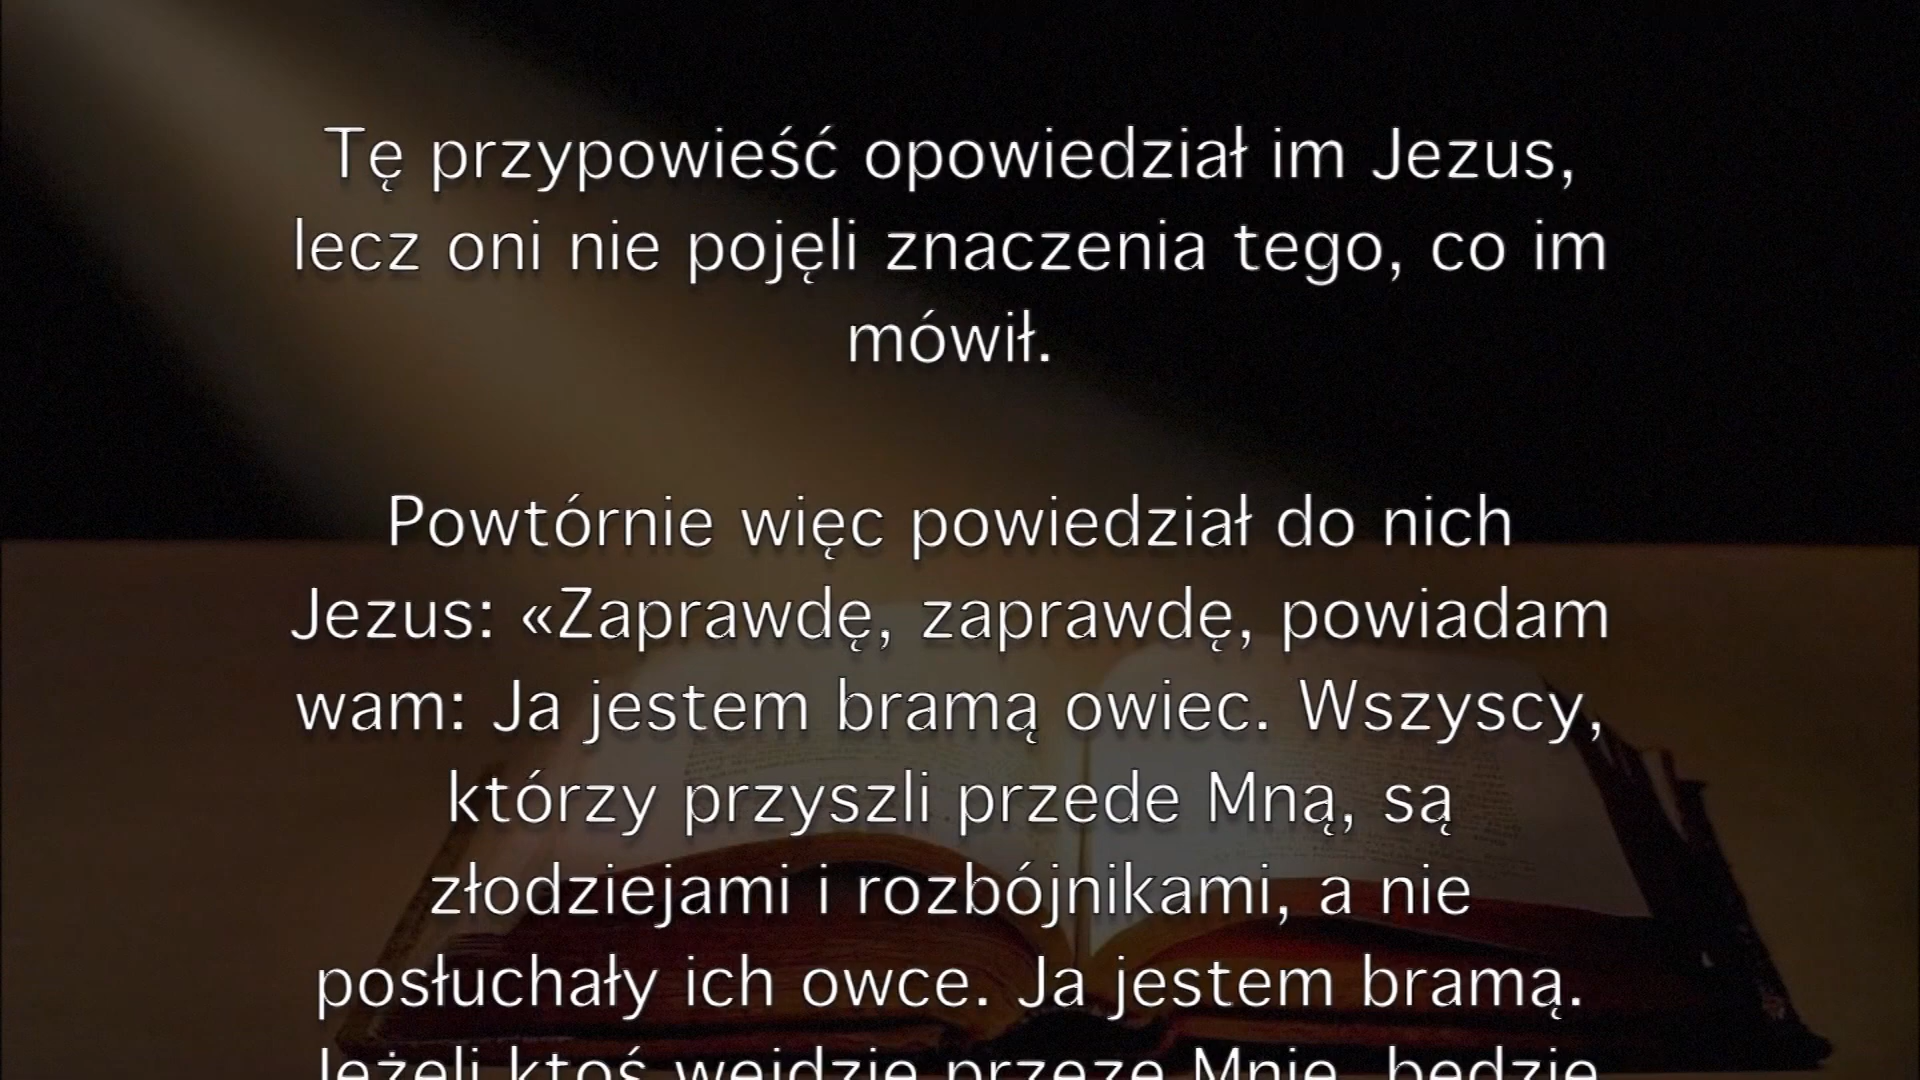 Tę przypowieść opowiedział im Jezus,
lecz oni nie pojęli znaczenia tego, co im
mówił.
Powtórnie więc powiedział do nich
Jezus: «Zaprawdę, zaprawdę, powiadam
wam: Ja jestem bramą owiec. Wszyscy,
którzy przyszli przede Mną, są
złodziejami i rozbójnikami, a nie
posłuchały ich owce. Ja jestem bramą.
Jeżeli ktoś wejdzie przeze Mnie, będzie